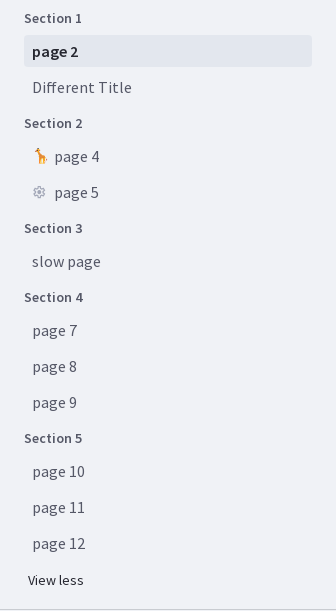 Section 1
page 2
Different Title
Section 2
page 4
page 5
Section 3
slow page
Section 4
page 7
page 8
page 9
Section 5
page 10
page 11
page 12
View less